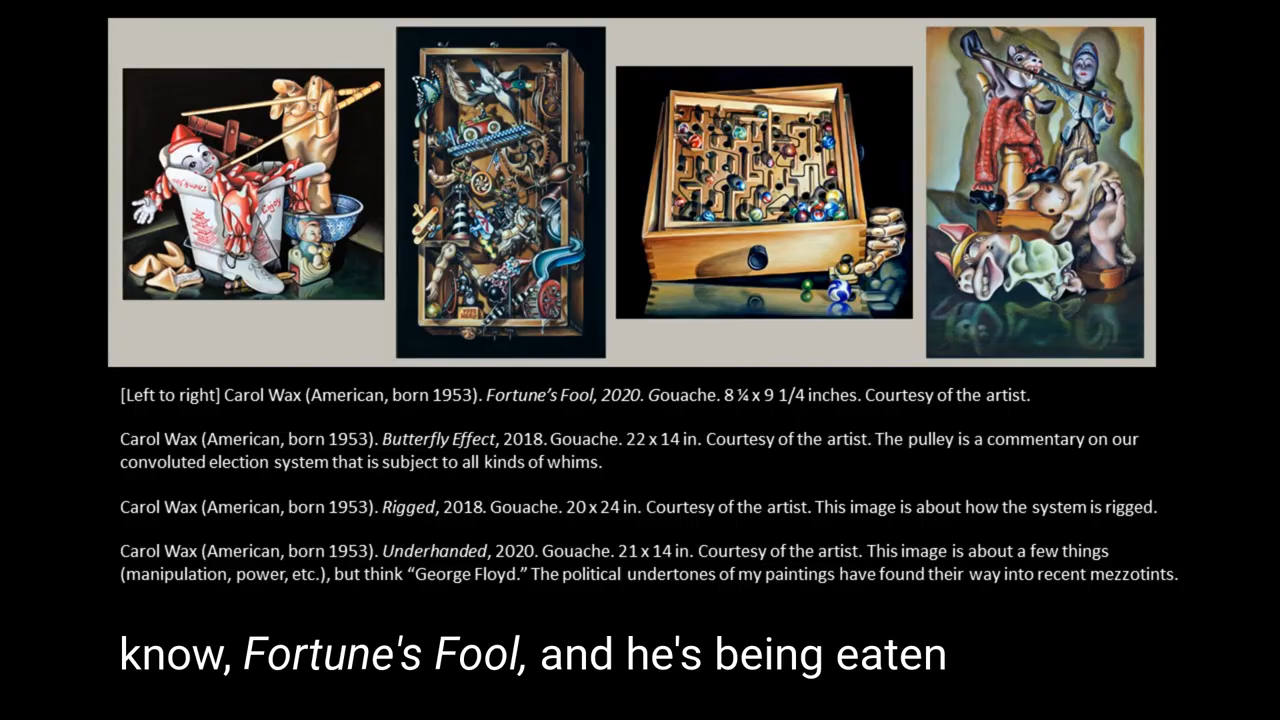 [Left to right] Carol Wax (American, born 1953). Fortune's Fool, 2020. Gouache. 8 ¼ x 9 1/4 inches. Courtesy of the artist.
Carol Wax (American, born 1953). Butterfly Effect, 2018. Gouache. 22 x 14 in. Courtesy of the artist. The pulley is a commentary on our
convoluted election system that is subject to all kinds of whims.
Carol Wax (American, born 1953). Rigged, 2018. Gouache. 20 x 24 in. Courtesy of the artist. This image is about how the system is rigged.
Carol Wax (American, born 1953). Underhanded, 2020. Gouache. 21 x 14 in. Courtesy of the artist. This image is about a few things
(manipulation, power, etc.), but think “George Floyd.” The political undertones of my paintings have found their way into recent mezzotints.
know, Fortune's Fool, and he's being eaten